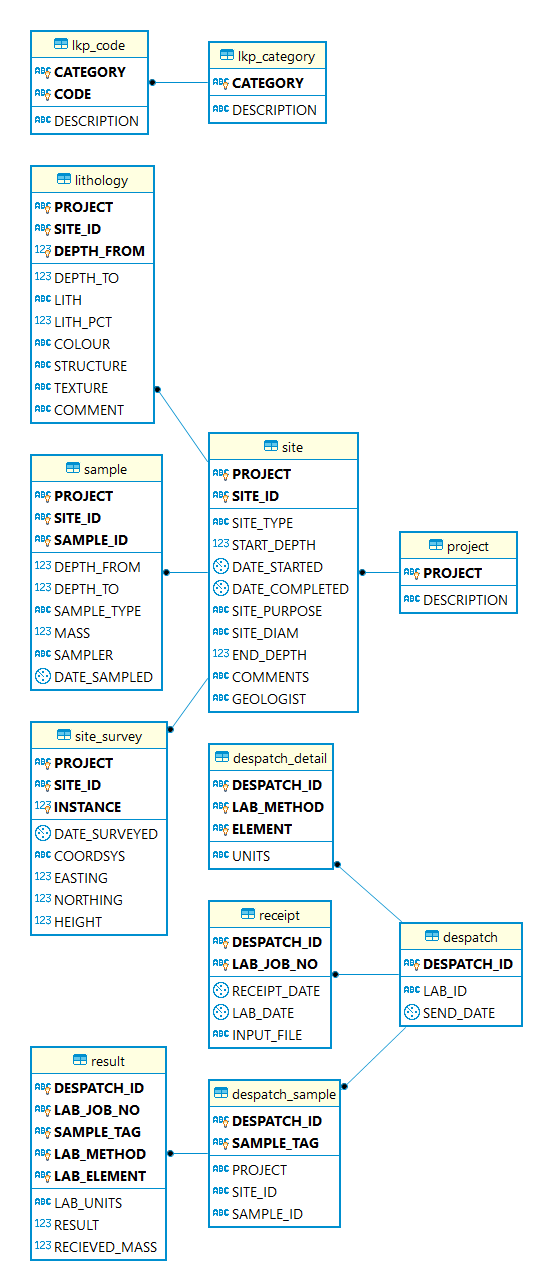 lkp_code
ABC CATEGORY
ABC CODE
ABC DESCRIPTION
lkp_category
ABC CATEGORY
ABC DESCRIPTION
lithology
ABC PROJECT
ABC SITE_ID
123 DEPTH_FROM
123 DEPTH_TO
ABC LITH
123 LITH_PCT
ABC COLOUR
ABC STRUCTURE
ABC TEXTURE
ABC COMMENT
sample
ABC PROJECT
ABC SITE_ID
ABC SAMPLE_ID
123 DEPTH_FROM
123 DEPTH_TO
ABC SAMPLE_TYPE
123 MASS
ABC SAMPLER
DATE_SAMPLED
site
ABC PROJECT
ABC SITE_ID
ABC SITE_TYPE
123 START_DEPTH
DATE_STARTED
DATE_COMPLETED
ABC SITE_PURPOSE
ABC SITE_DIAM
123 END_DEPTH
ABC COMMENTS
ABC GEOLOGIST
project
ABC PROJECT
ABC DESCRIPTION
site_survey
ABC PROJECT
ABC SITE_ID
123 INSTANCE
DATE_SURVEYED
ABC COORDSYS
123 EASTING
123 NORTHING
123 HEIGHT
despatch_detail
ABC DESPATCH_ID
ABC LAB_METHOD
ABC ELEMENT
ABC UNITS
receipt
ABC DESPATCH_ID
ABC LAB_JOB_NO
RECEIPT_DATE
LAB_DATE
ABC INPUT_FILE
despatch
ABC DESPATCH_ID
ABC LAB_ID
SEND_DATE
result
ABC DESPATCH_ID
ABC LAB_JOB_NO
ABC SAMPLE_TAG
ABC LAB_METHOD
ABC LAB_ELEMENT
ABC LAB_UNITS
123 RESULT
123 RECIEVED_MASS
despatch_sample
ABC DESPATCH_ID
ABC SAMPLE_TAG
ABC PROJECT
ABC SITE_ID
ABC SAMPLE_ID